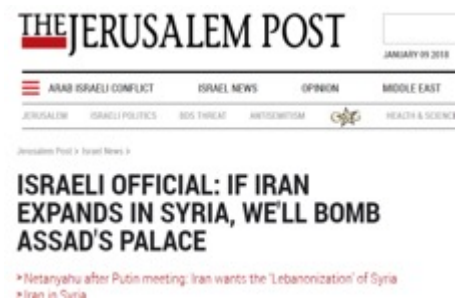 THE JERUSALEM POST
JANUARY 09 2018
ARAB ISRAELI CONFLICT ISRAEL NEWS OPINION MIDDLE EAST
JERUSALEM ISRAELI POLITICS BDS THREAT ANTISEMITISM HEALTH & SCIENCE
Jerusalem Post > Israel News >
ISRAELI OFFICIAL: IF IRAN
EXPANDS IN SYRIA, WE'LL BOMB
ASSAD'S PALACE
Netanyahu after Putin meeting: Iran wants the 'Lebanonization' of Syria
Iran in Syria